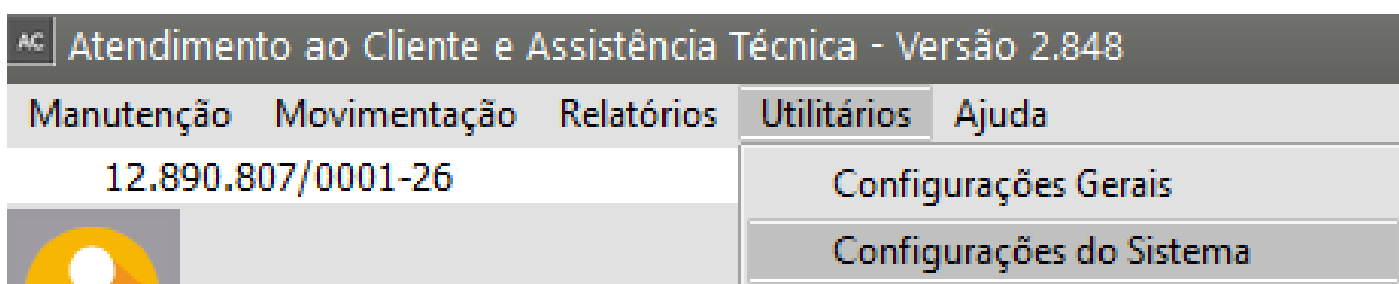 AC Atendimento ao Cliente e Assistência Técnica - Versão 2.848
Manutenção Movimentação Relatórios Utilitários Ajuda
12.890.807/0001-26
Configurações Gerais
Configurações do Sistema